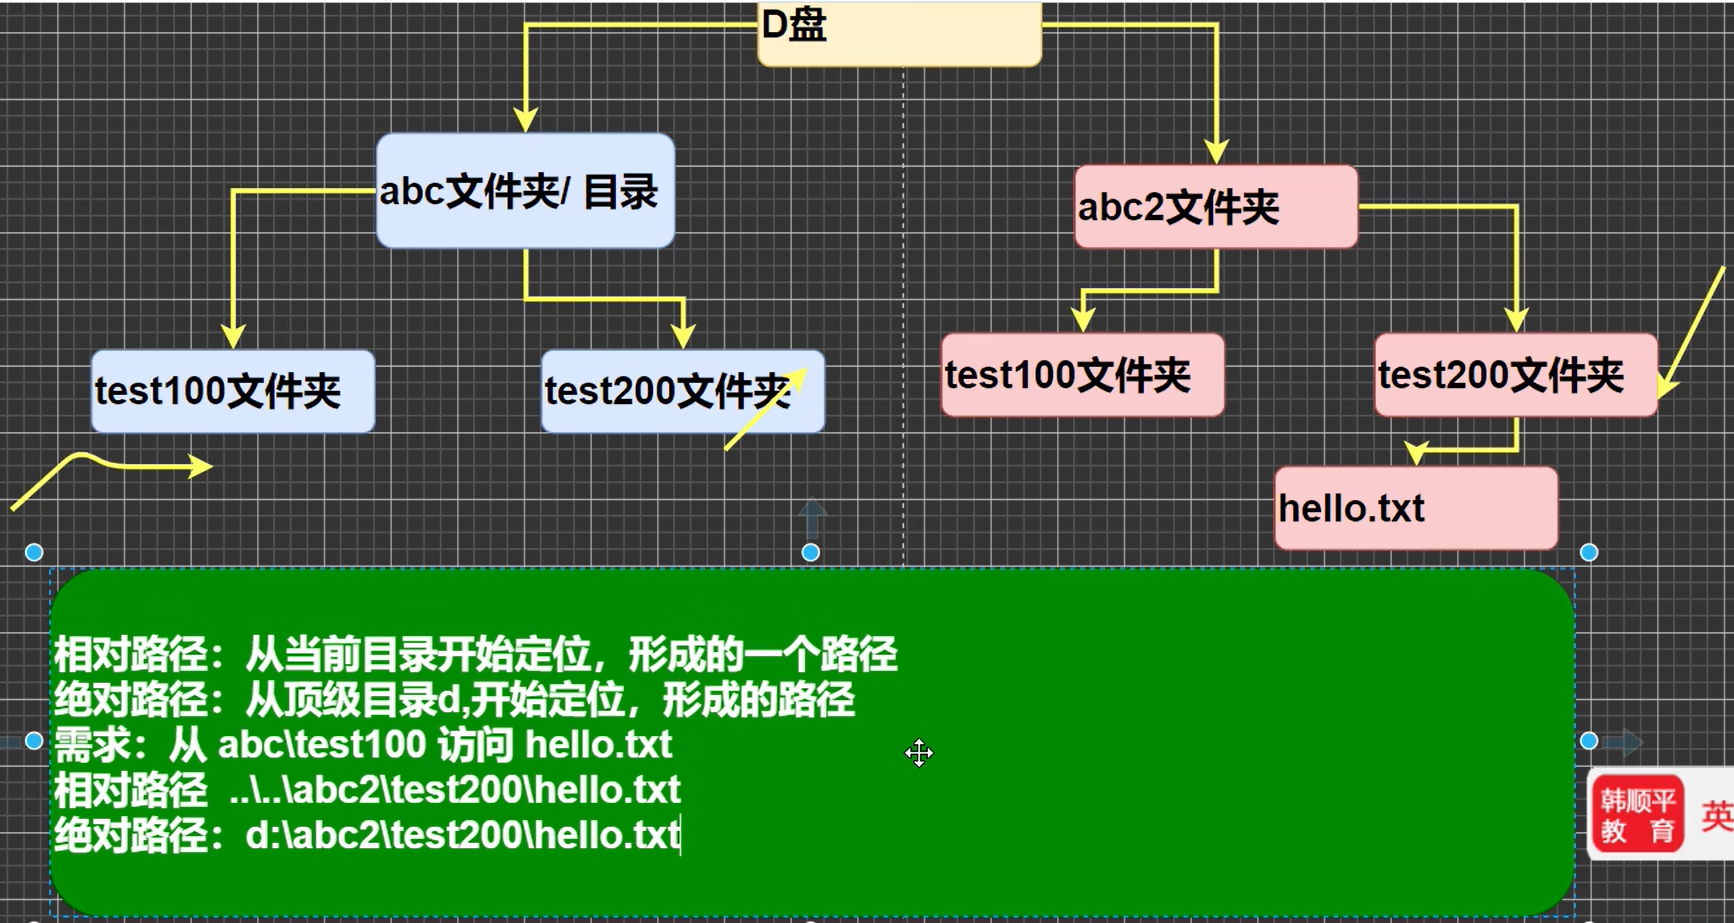 D盘
abc文件夹/ 目录
abc2文件夹
test100文件夹
test200文件夹
test100文件夹
test200文件夹
hello.txt
相对路径：从当前目录开始定位，形成的一个路径
绝对路径：从顶级目录d,开始定位，形成的路径
需求：从 abc\test100 访问 hello.txt
相对路径 ..\..\abc2\test200\hello.txt
绝对路径：d:\abc2\test200\hello.txt
韩顺平
教 育
英